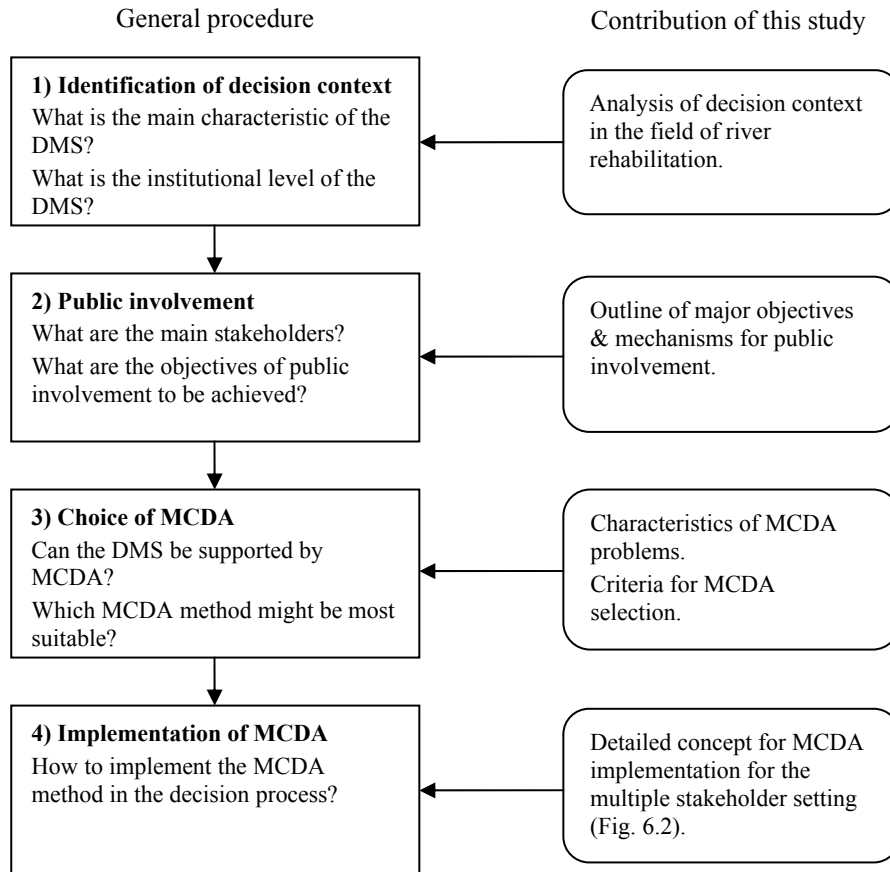 General procedure
Contribution of this study
1) Identification of decision context
What is the main characteristic of the
DMS?
What is the institutional level of the
DMS?
Analysis of decision context
in the field of river
rehabilitation.
2) Public involvement
What are the main stakeholders?
What are the objectives of public
involvement to be achieved?
Outline of major objectives
& mechanisms for public
involvement.
3) Choice of MCDA
Can the DMS be supported by
MCDA?
Which MCDA method might be most
suitable?
Characteristics of MCDA
problems.
Criteria for MCDA
selection.
4) Implementation of MCDA
How to implement the MCDA
method in the decision process?
Detailed concept for MCDA
implementation for the
multiple stakeholder setting
(Fig. 6.2).